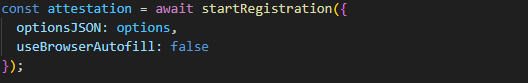 const attestation = await startRegistration({
  optionsJSON: options,
  useBrowserAutofill: false
});